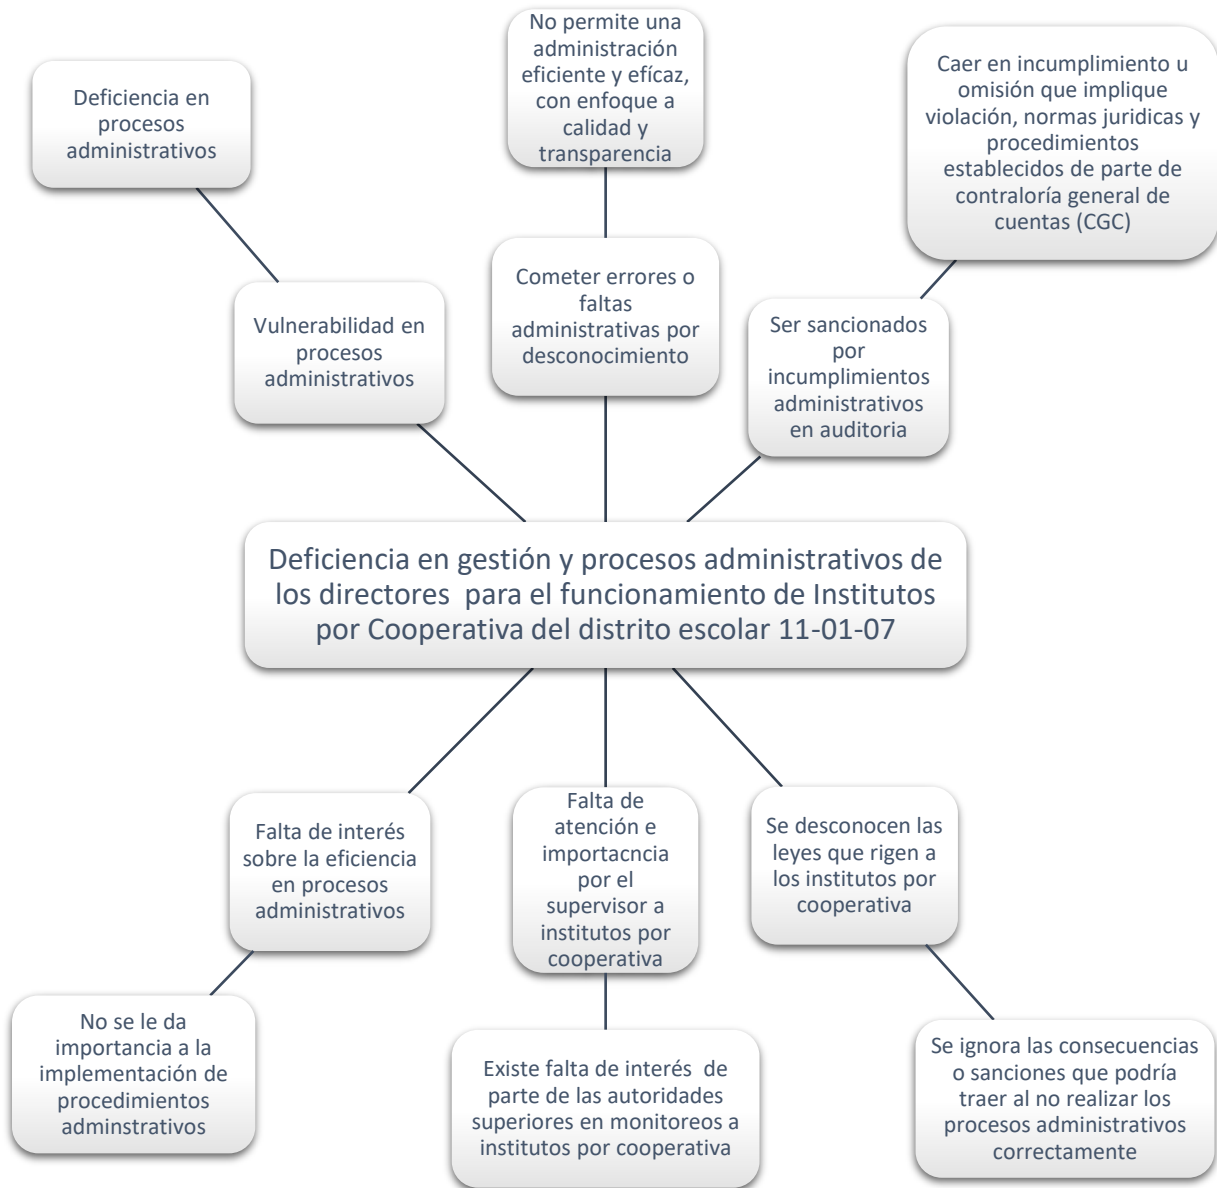 No permite una
administración
eficiente y efícaz,
con enfoque a
calidad y
transparencia
Caer en incumplimiento u
omisión que implique
violación, normas juridicas y
procedimientos
establecidos de parte de
contraloría general de
cuentas (CGC)
Deficiencia en
procesos
administrativos
Vulnerabilidad en
procesos
administrativos
Cometer errores o
faltas
administrativas por
desconocimiento
Ser sancionados
por
incumplimientos
administrativos
en auditoria
Deficiencia en gestión y procesos administrativos de
los directores  para el funcionamiento de Institutos
por Cooperativa del distrito escolar 11-01-07
Falta de interés
sobre la eficiencia
en procesos
administrativos
Falta de
atención e
importacncia
por el
supervisor a
institutos por
cooperativa
Se desconocen las
leyes que rigen a
los institutos por
cooperativa
No se le da
importancia a la
implementación de
procedimientos
adminstrativos
Existe falta de interés  de
parte de las autoridades
superiores en monitoreos a
institutos por cooperativa
Se ignora las consecuencias
o sanciones que podría
traer al no realizar los
procesos administrativos
correctamente